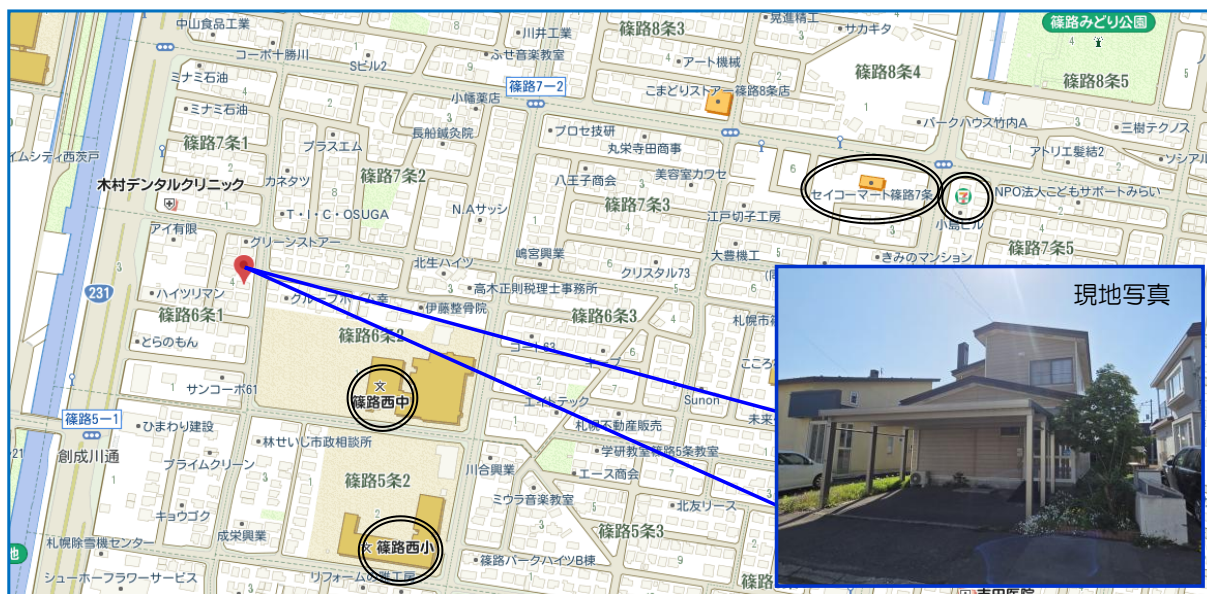 中山食品工業
川井工業
篠路8条3
晃進精工
サカキタ
篠路みどり公園
コーポ十勝川
ふせ音楽教室
Sビル2
アート機械
篠路8条4
篠路8条5
ミナミ石油
篠路7ー2
こまどりストアー篠路8条店
小幡薬店
ミナミ石油
長船鍼灸院
プロセ技研
パークハウス竹内A
三樹テクノス
篠路7条1
プラスエム
丸栄寺田商事
アトリエ髪結2
ソシアル
イムシティ西茨戸
篠路7条2
カネタツ
八王子商会
美容室カワセ
木村デンタルクリニック
セイコーマート篠路7条
NPO法人こどもサポートみらい
篠路7条3
N.Aサッシ
T・I・C・OSUGA
江戸切子工房
小島ビル
アイ有限
グリーンストアー
嶋宮興業
大豊機工
きみのマンション
篠路7条5
北生ハイツ
クリスタル73
231
ハイツリマン
高木正則税理士事務所
伊藤整骨院
篠路6条1
篠路6条3
篠路6条2
とらのもん
サンコーポ61
篠路西中
Sunon
エイトテック
篠路5ー1
ひまわり建設
札幌不動産販売
林せいじ市政相談所
創成川通
学研教室篠路5条教室
プライムクリーン
川合興業
エース商会
篠路5条2
ミウラ音楽教室
北友リース
キョウゴク
成栄興業
篠路5条3
札幌除雪機センター
篠路西小
篠路パークハイツB棟
シューホーフラワーサービス
現地写真